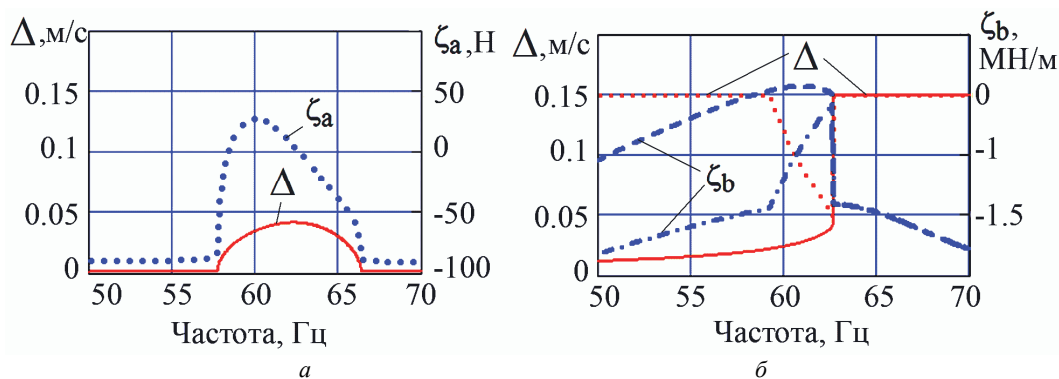 Δ,м/с
ζa,Н
0.15
0.1
0.05
0
50
0
-50
-100
ζa
Δ
50 55 60 65 70
Частота, Гц
а
Δ,м/с
ζb,
МН/м
0.15
0.1
0.05
0
0
-1
-1.5
Δ
ζb
50 55 60 65 70
Частота, Гц
б